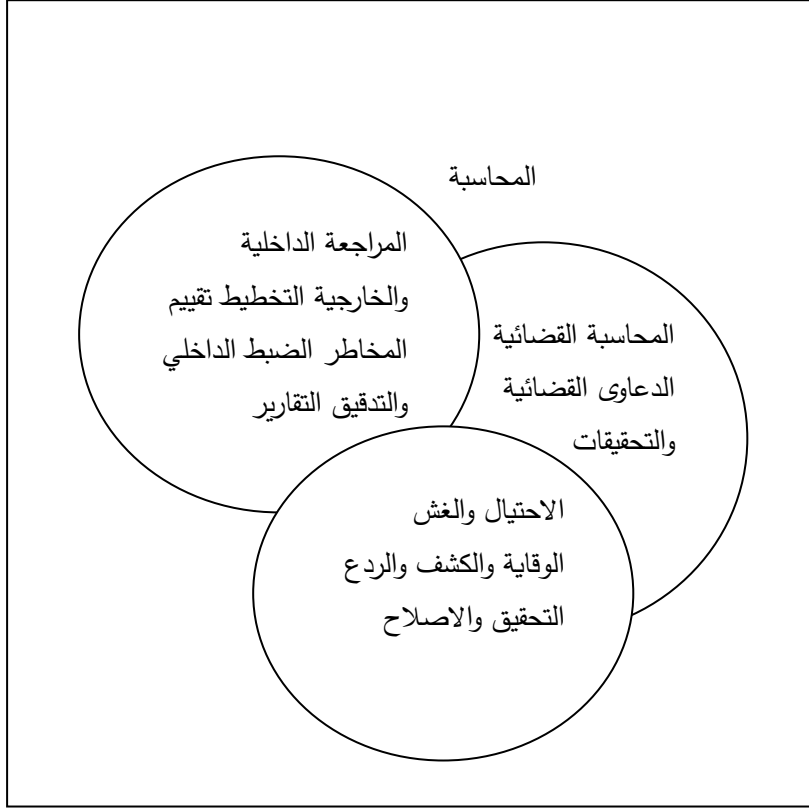 المحاسبة
المراجعة الداخلية
والخارجية التخطيط تقييم
المخاطر الضبط الداخلي
والتدقيق التقارير
المحاسبة القضائية
الدعاوى القضائية
والتحقيقات
الاحتيال والغش
الوقاية والكشف والردع
التحقيق والاصلاح